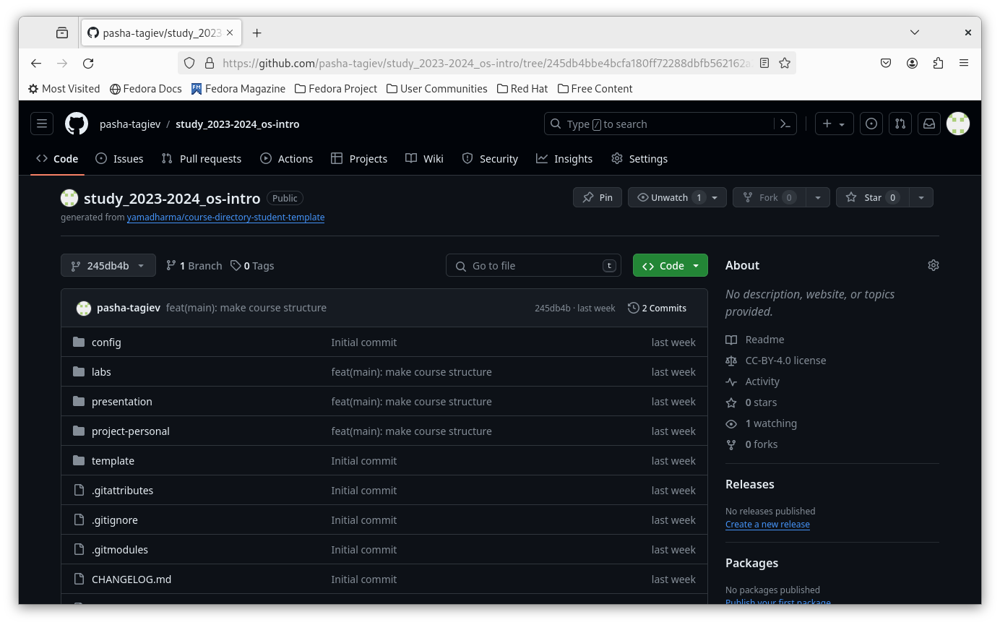 pasha-tagiev/study_2023
https://github.com/pasha-tagiev/study_2023-2024_os-intro/tree/245db4bbe4bcfa180ff72288dbfb562162a
Most Visited Fedora Docs Fedora Magazine Fedora Project User Communities Red Hat Free Content
pasha-tagiev / study_2023-2024_os-intro Type / to search
Code Issues Pull requests Actions Projects Wiki Security Insights Settings
study_2023-2024_os-intro Public Pin Unwatch 1 Fork 0 Star 0
generated from yamadharma/course-directory-student-template
245db4b 1 Branch 0 Tags Go to file t Code
pasha-tagiev feat(main): make course structure 245db4b · last week 2 Commits
config Initial commit last week
labs feat(main): make course structure last week
presentation feat(main): make course structure last week
project-personal feat(main): make course structure last week
template Initial commit last week
.gitattributes Initial commit last week
.gitignore Initial commit last week
.gitmodules Initial commit last week
CHANGELOG.md Initial commit last week
About
No description, website, or topics
provided.
Readme
CC-BY-4.0 license
Activity
0 stars
1 watching
0 forks
Releases
No releases published
Create a new release
Packages
No packages published
Publish your first package